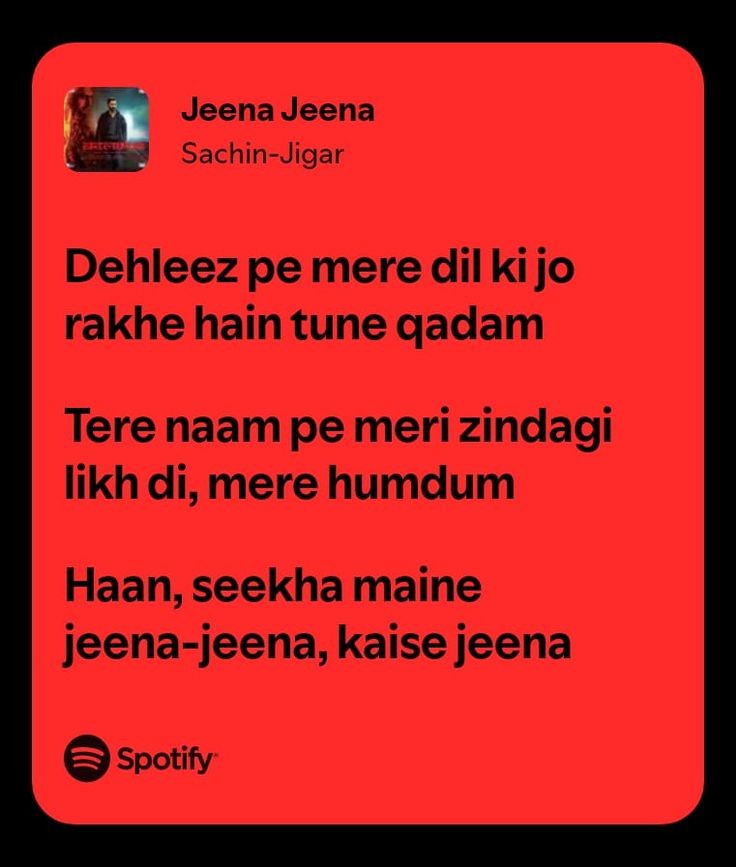 Jeena Jeena
Sachin-Jigar
Dehleez pe mere dil ki jo
rakhe hain tune qadam
Tere naam pe meri zindagi
likh di, mere humdum
Haan, seekha maine
jeena-jeena, kaise jeena
Spotify